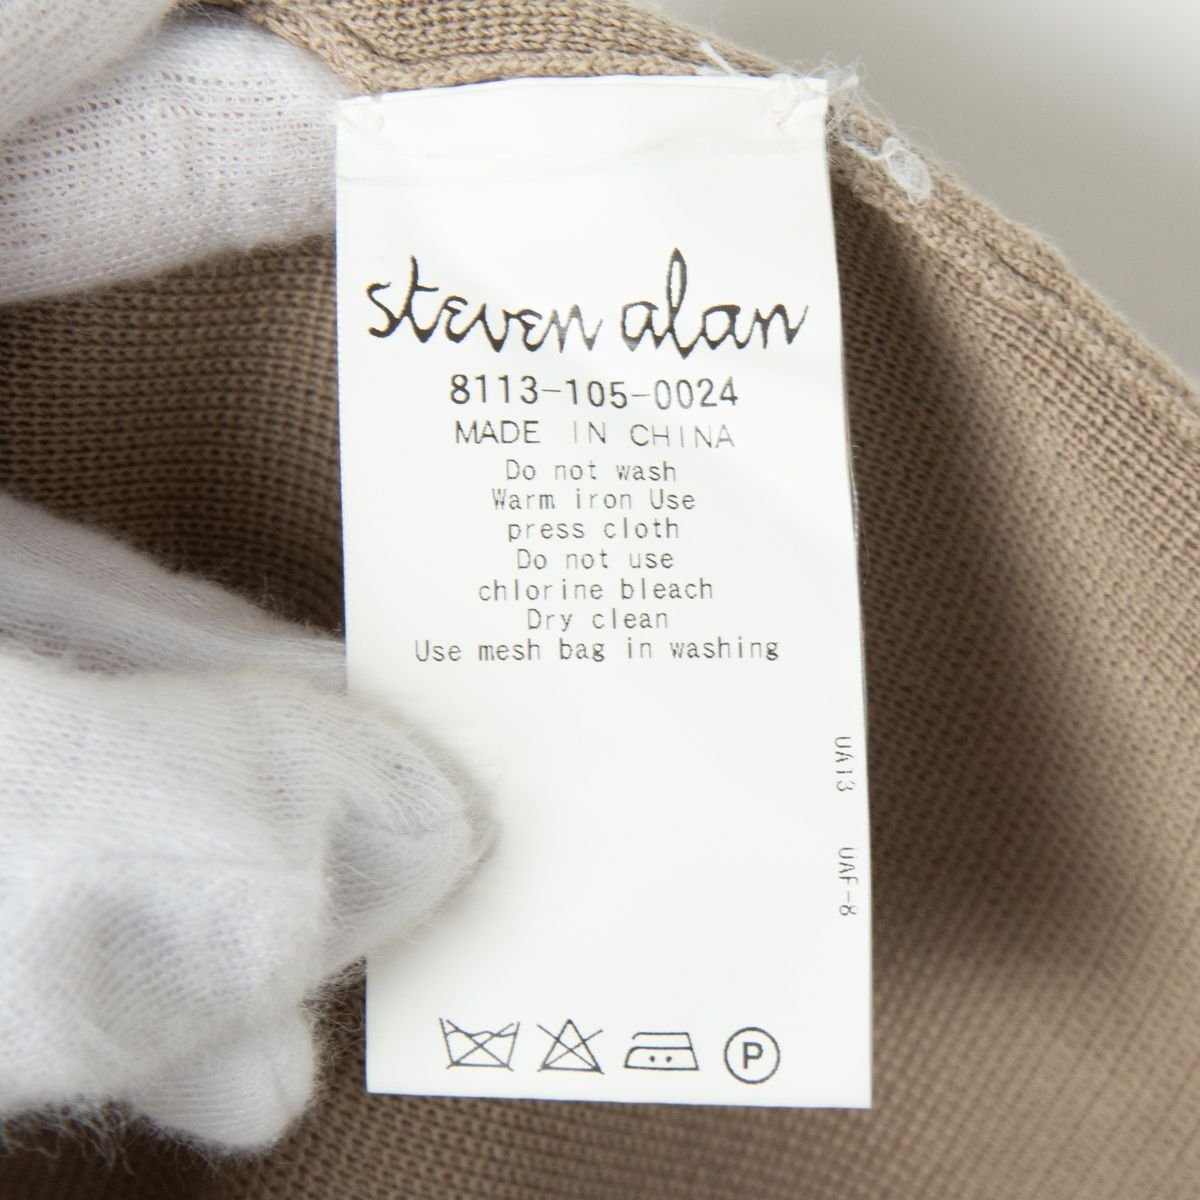 steven alan
8113-105-0024
MADE IN CHINA
Do not wash
Warm iron Use
press cloth
Do not use
chlorine bleach
Dry clean
Use mesh bag in washing
UA13 UAF-8
P